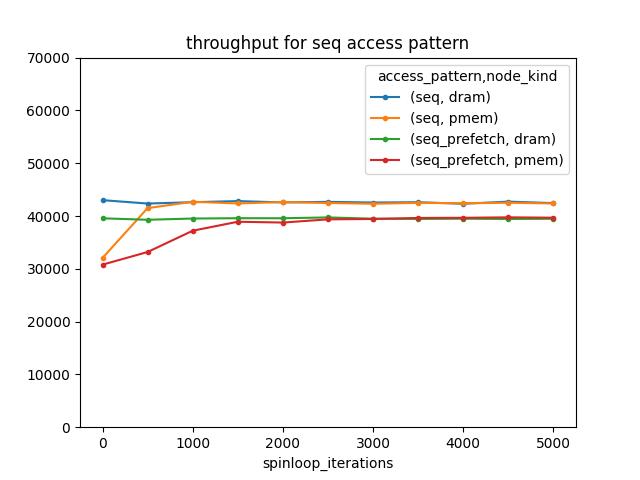 throughput for seq access pattern
70000
60000
50000
40000
30000
20000
10000
0
access_pattern,node_kind
(seq, dram)
(seq, pmem)
(seq_prefetch, dram)
(seq_prefetch, pmem)
0 1000 2000 3000 4000 5000
spinloop_iterations